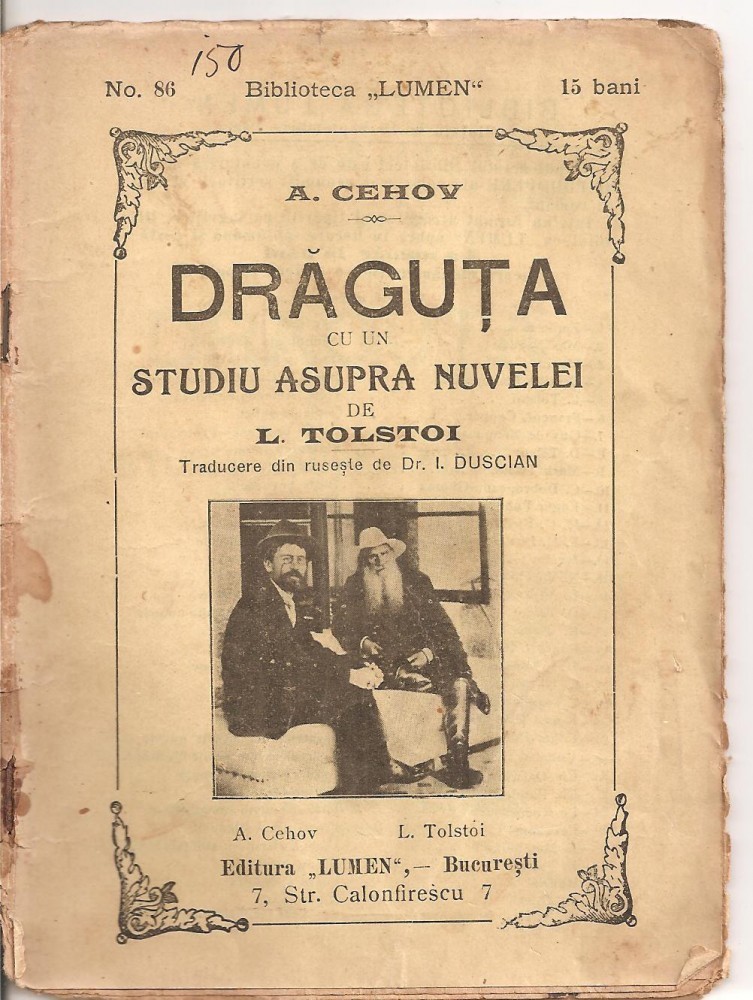 150
No. 86 Biblioteca „LUMEN“ 15 bani
A. CEHOV
DRĂGUȚA
CU UN
STUDIU ASUPRA NUVELEI
DE
L. TOLSTOI
Traducere din rusește de Dr. I. DUSCIAN
A. Cehov L. Tolstoi
Editura „LUMEN“,— București
7, Str. Calonfirescu 7